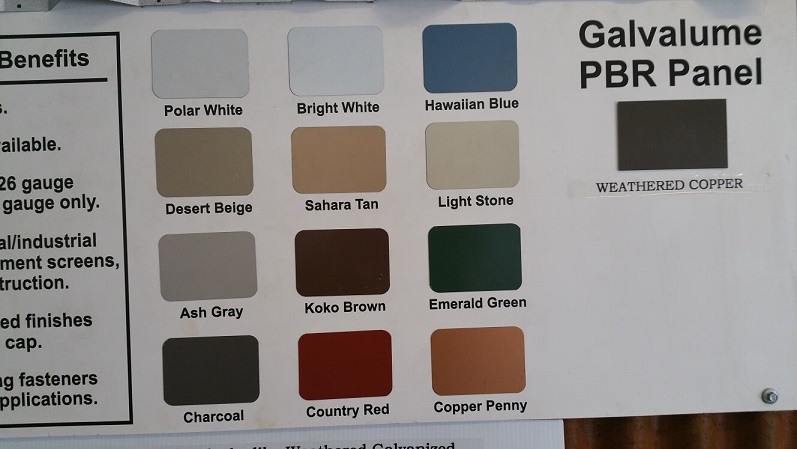 Benefits
s.
ailable.
26 gauge
gauge only.
al/industrial
ment screens,
truction.
ed finishes
cap.
ng fasteners
pplications.
Polar White
Bright White
Hawaiian Blue
Desert Beige
Sahara Tan
Light Stone
Ash Gray
Koko Brown
Emerald Green
Charcoal
Country Red
Copper Penny
Galvalume
PBR Panel
WEATHERED COPPER
Weathered Galvanized